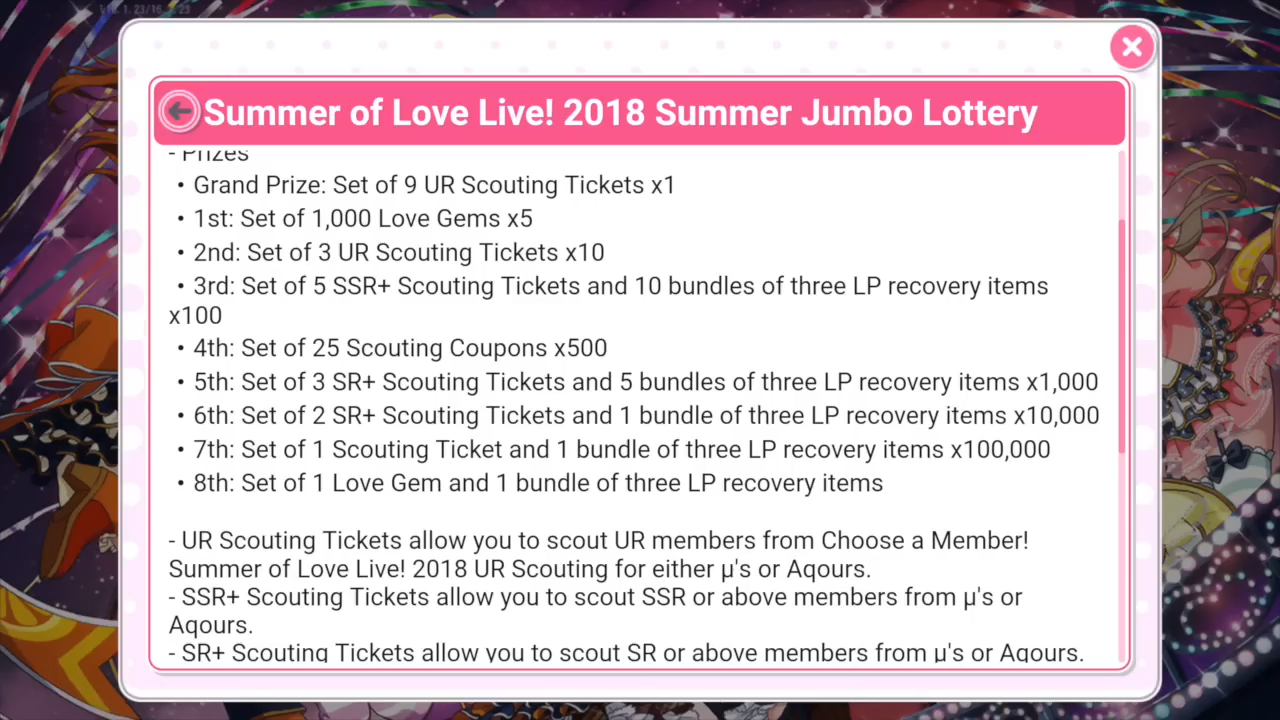 Summer of Love Live! 2018 Summer Jumbo Lottery
- Prizes
・Grand Prize: Set of 9 UR Scouting Tickets x1
・1st: Set of 1,000 Love Gems x5
・2nd: Set of 3 UR Scouting Tickets x10
・3rd: Set of 5 SSR+ Scouting Tickets and 10 bundles of three LP recovery items
x100
・4th: Set of 25 Scouting Coupons x500
・5th: Set of 3 SR+ Scouting Tickets and 5 bundles of three LP recovery items x1,000
・6th: Set of 2 SR+ Scouting Tickets and 1 bundle of three LP recovery items x10,000
・7th: Set of 1 Scouting Ticket and 1 bundle of three LP recovery items x100,000
・8th: Set of 1 Love Gem and 1 bundle of three LP recovery items
- UR Scouting Tickets allow you to scout UR members from Choose a Member!
Summer of Love Live! 2018 UR Scouting for either μ's or Aqours.
- SSR+ Scouting Tickets allow you to scout SSR or above members from μ's or
Aqours.
- SR+ Scouting Tickets allow you to scout SR or above members from μ's or Aqours.